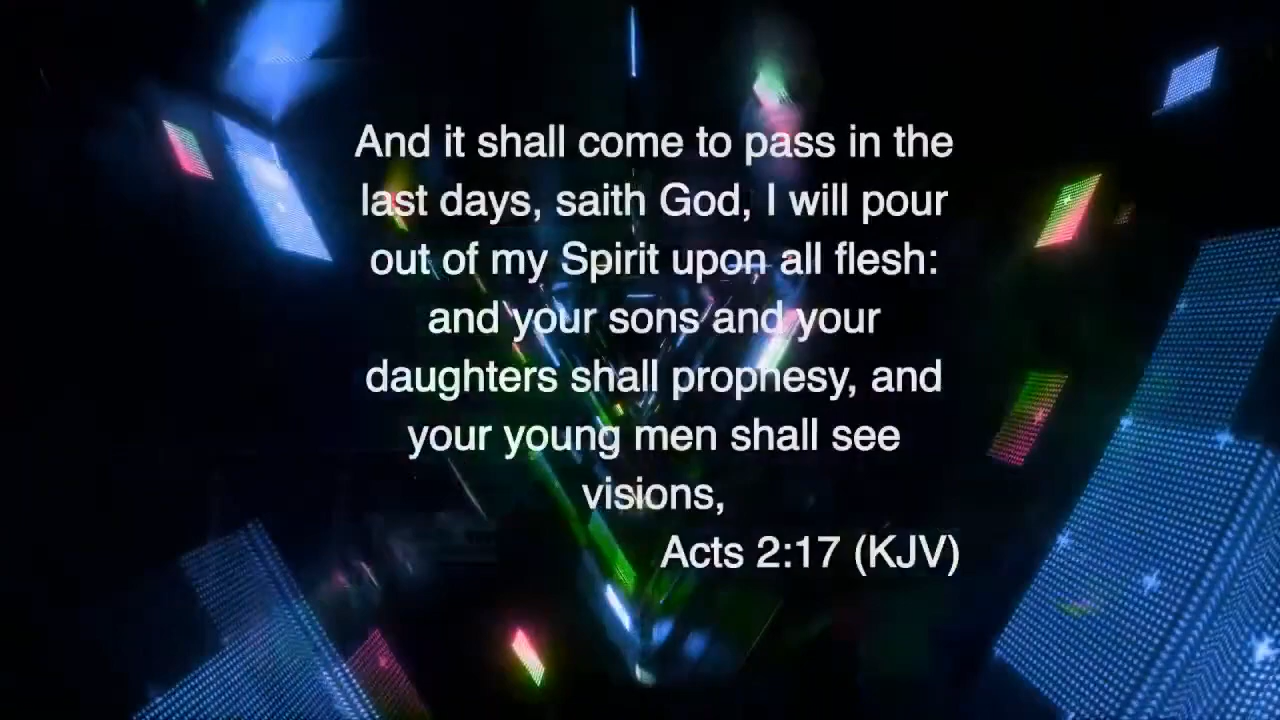 And it shall come to pass in the
last days, saith God, I will pour
out of my Spirit upon all flesh:
and your sons and your
daughters shall prophesy, and
your young men shall see
visions,
Acts 2:17 (KJV)